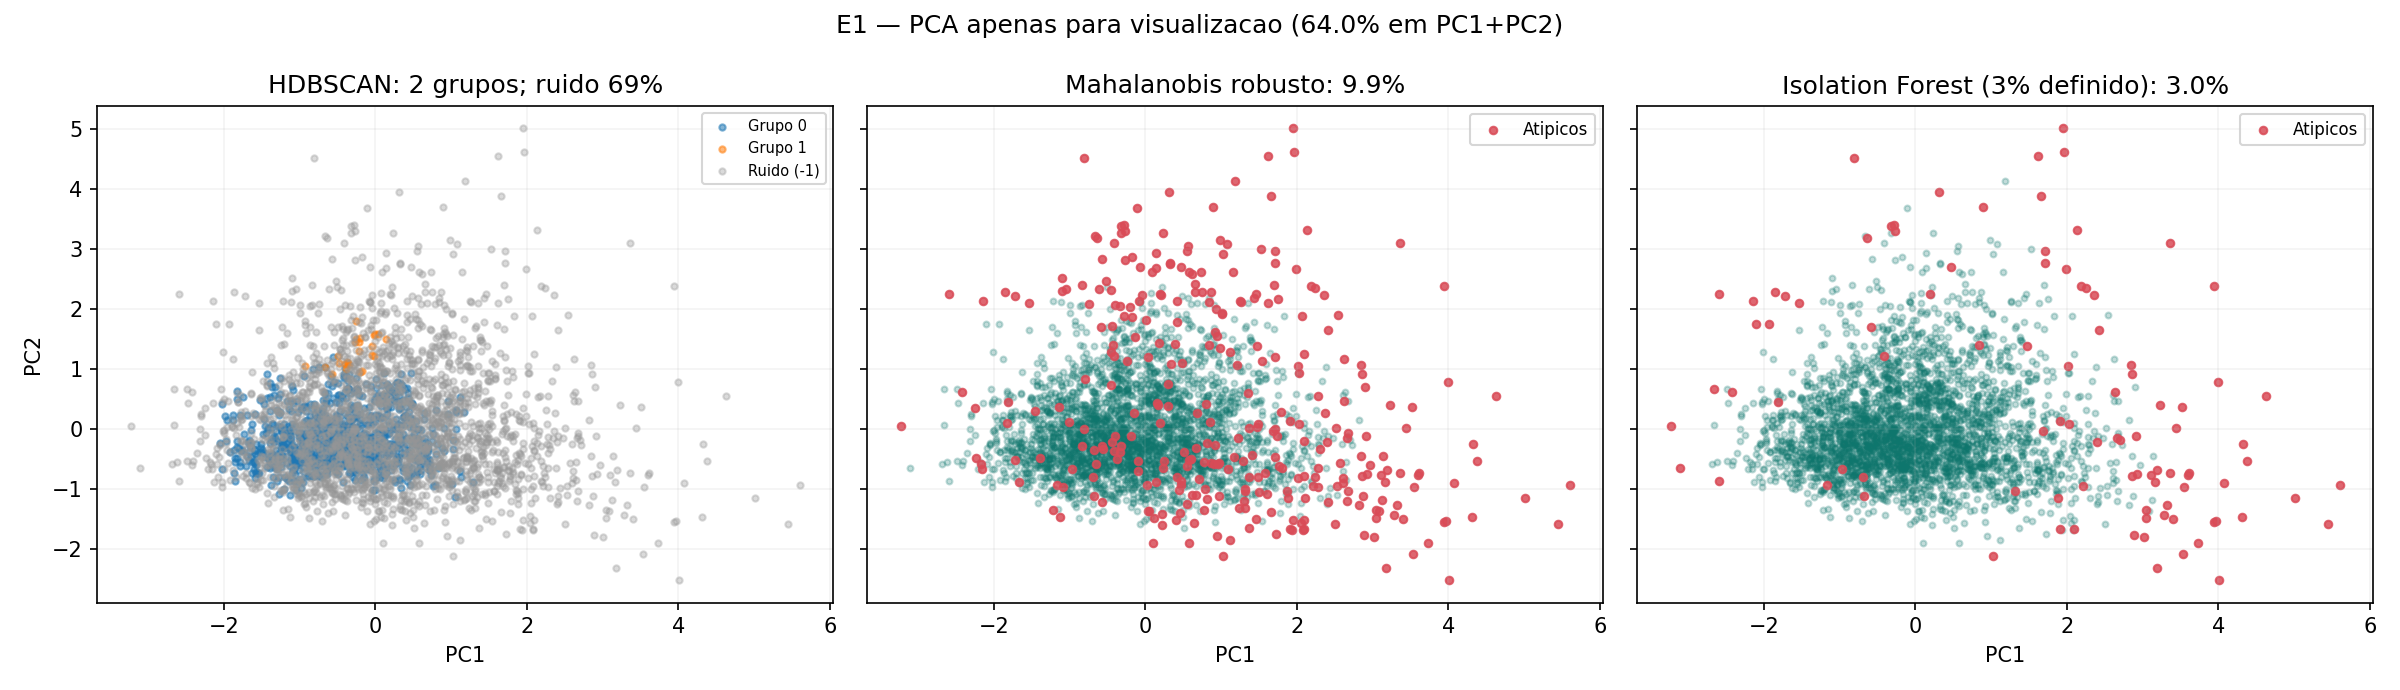 E1 — PCA apenas para visualizacao (64.0% em PC1+PC2)
HDBSCAN: 2 grupos; ruido 69%
Grupo 0
Grupo 1
Ruido (-1)
5
4
3
2
1
0
−1
−2
PC2
−2
0
2
4
6
PC1
Mahalanobis robusto: 9.9%
Atipicos
−2
0
2
4
6
PC1
Isolation Forest (3% definido): 3.0%
Atipicos
−2
0
2
4
6
PC1